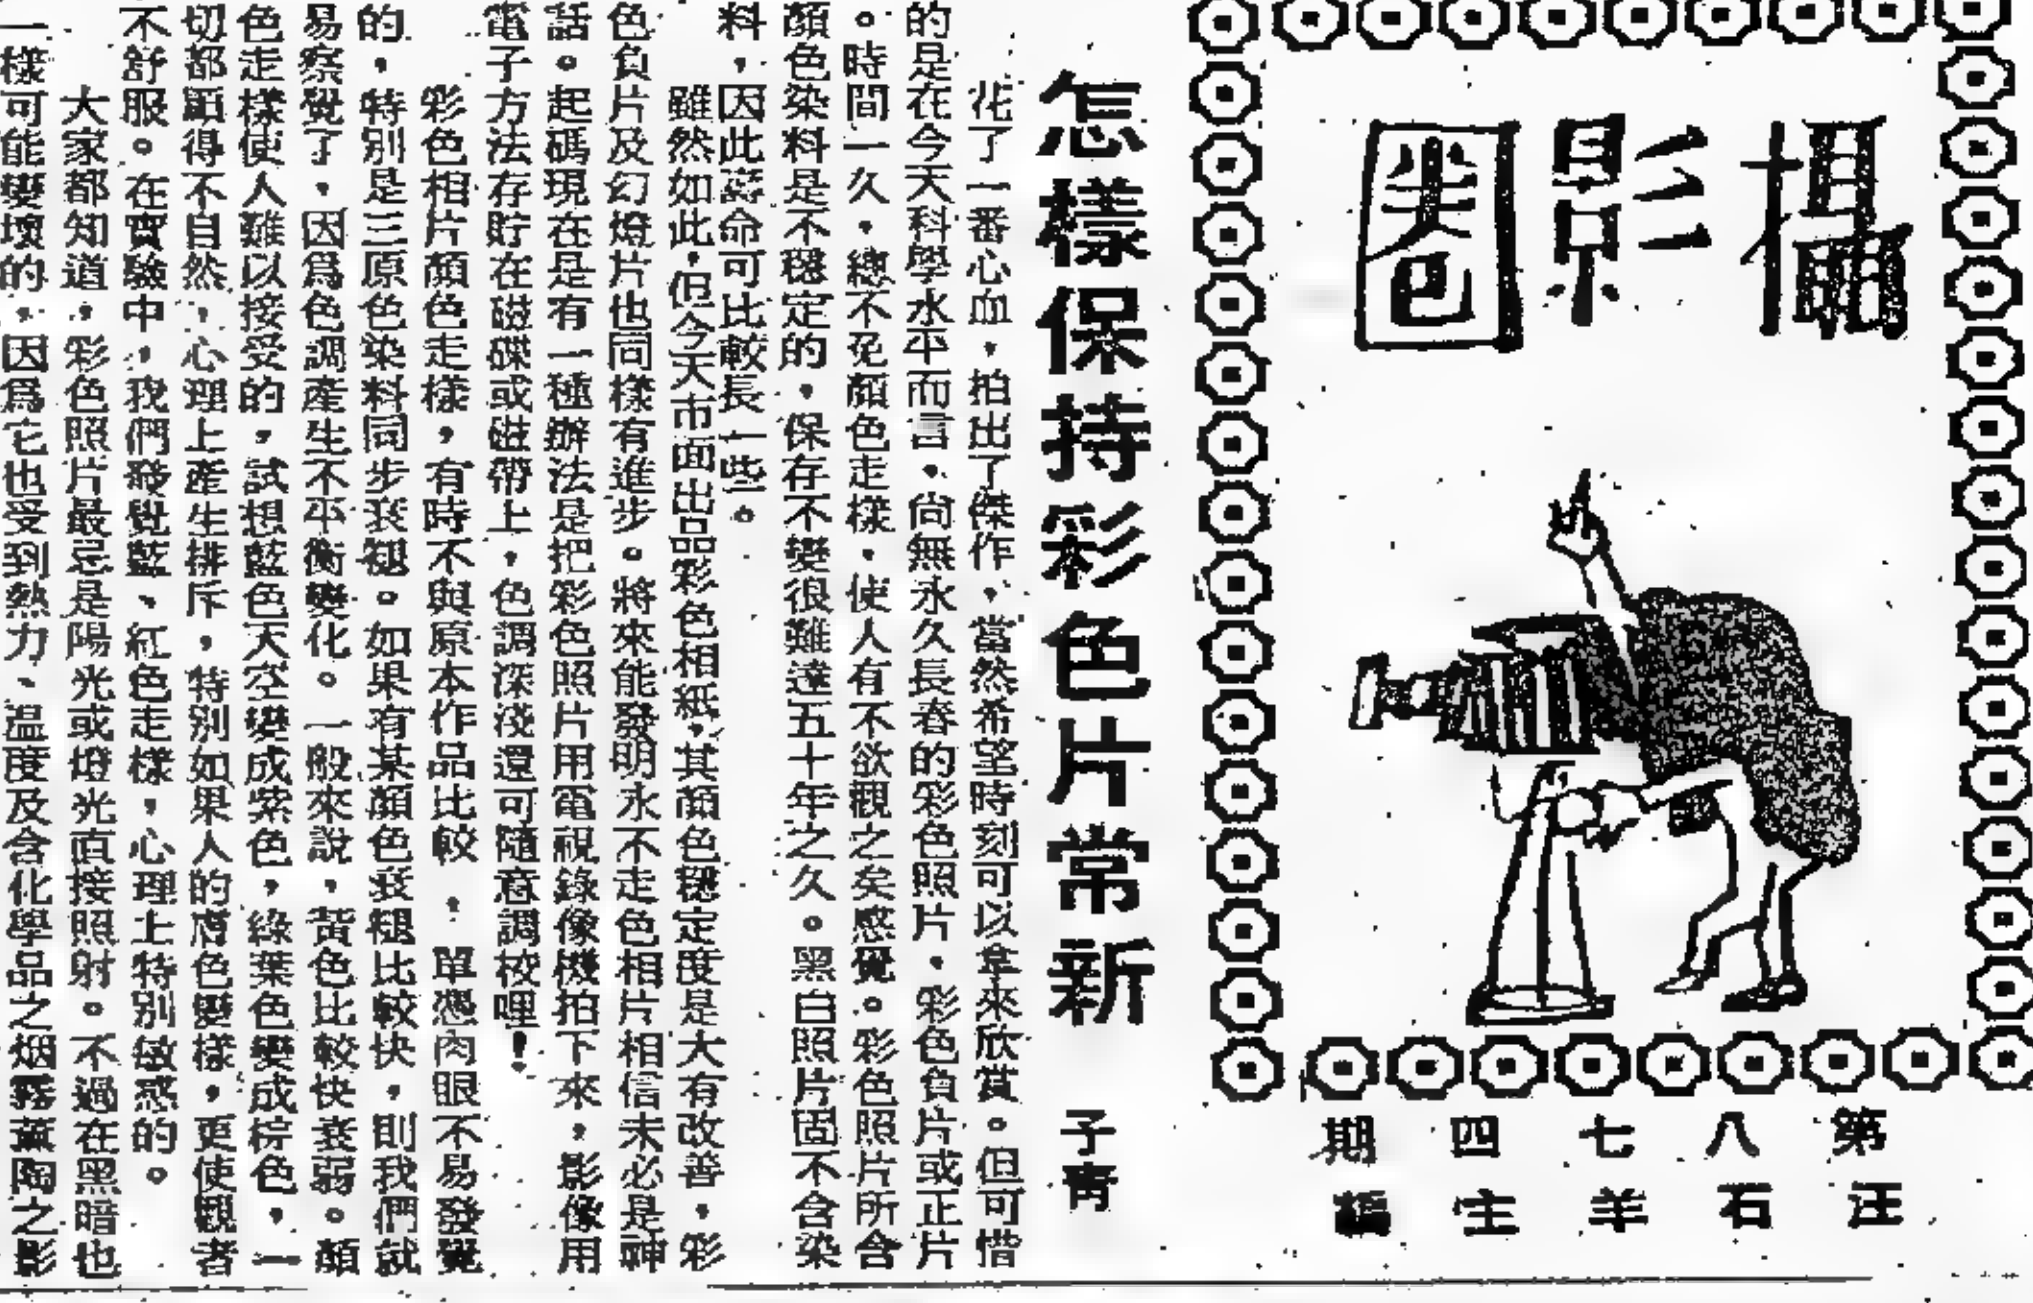 攝影圈
第八七四期
汪石羊主編
怎樣保持彩色片常新
子青
花了一番心血，拍出了傑作，當然希望時刻可以拿來欣賞。但可惜
的是在今天科學水平而言，尚無永久長春的彩色照片，彩色負片或正片
。時間一久，總不免顏色走樣，使人有不欲觀之矣感覺。彩色照片所含
顏色染料是不穩定的，保存不變很難達五十年之久。黑白照片固不含染
料，因此壽命可比較長一些。
雖然如此，但今天市面出品彩色相紙，其顏色穩定度是大有改善，彩
色負片及幻燈片也同樣有進步。將來能發明永不走色相片相信未必是神
話。起碼現在是有一種辦法是把彩色照片用電視錄像機拍下來，影像用
電子方法存貯在磁碟或磁帶上，色調深淺還可隨意調校哩！
彩色相片顏色走樣，有時不與原本作品比較，單憑肉眼不易發覺
的，特別是三原色染料同步衰褪。如果有某顏色衰褪比較快，則我們就
易察覺了，因爲色調產生不平衡變化。一般來說，黃色比較快衰弱。顏
色走樣使人難以接受的，試想藍色天空變成紫色，綠葉色變成棕色，一
切都顯得不自然，心理上產生排斥，特別如果人的膚色變樣，更使觀者
不舒服。在實驗中，我們發覺藍、紅色走樣，心理上特別敏感的。
大家都知道，彩色照片最忌是陽光或燈光直接照射。不過在黑暗也
一樣可能變壞的，因爲它也受到熱力、温度及含化學品之烟霧薰陶之影